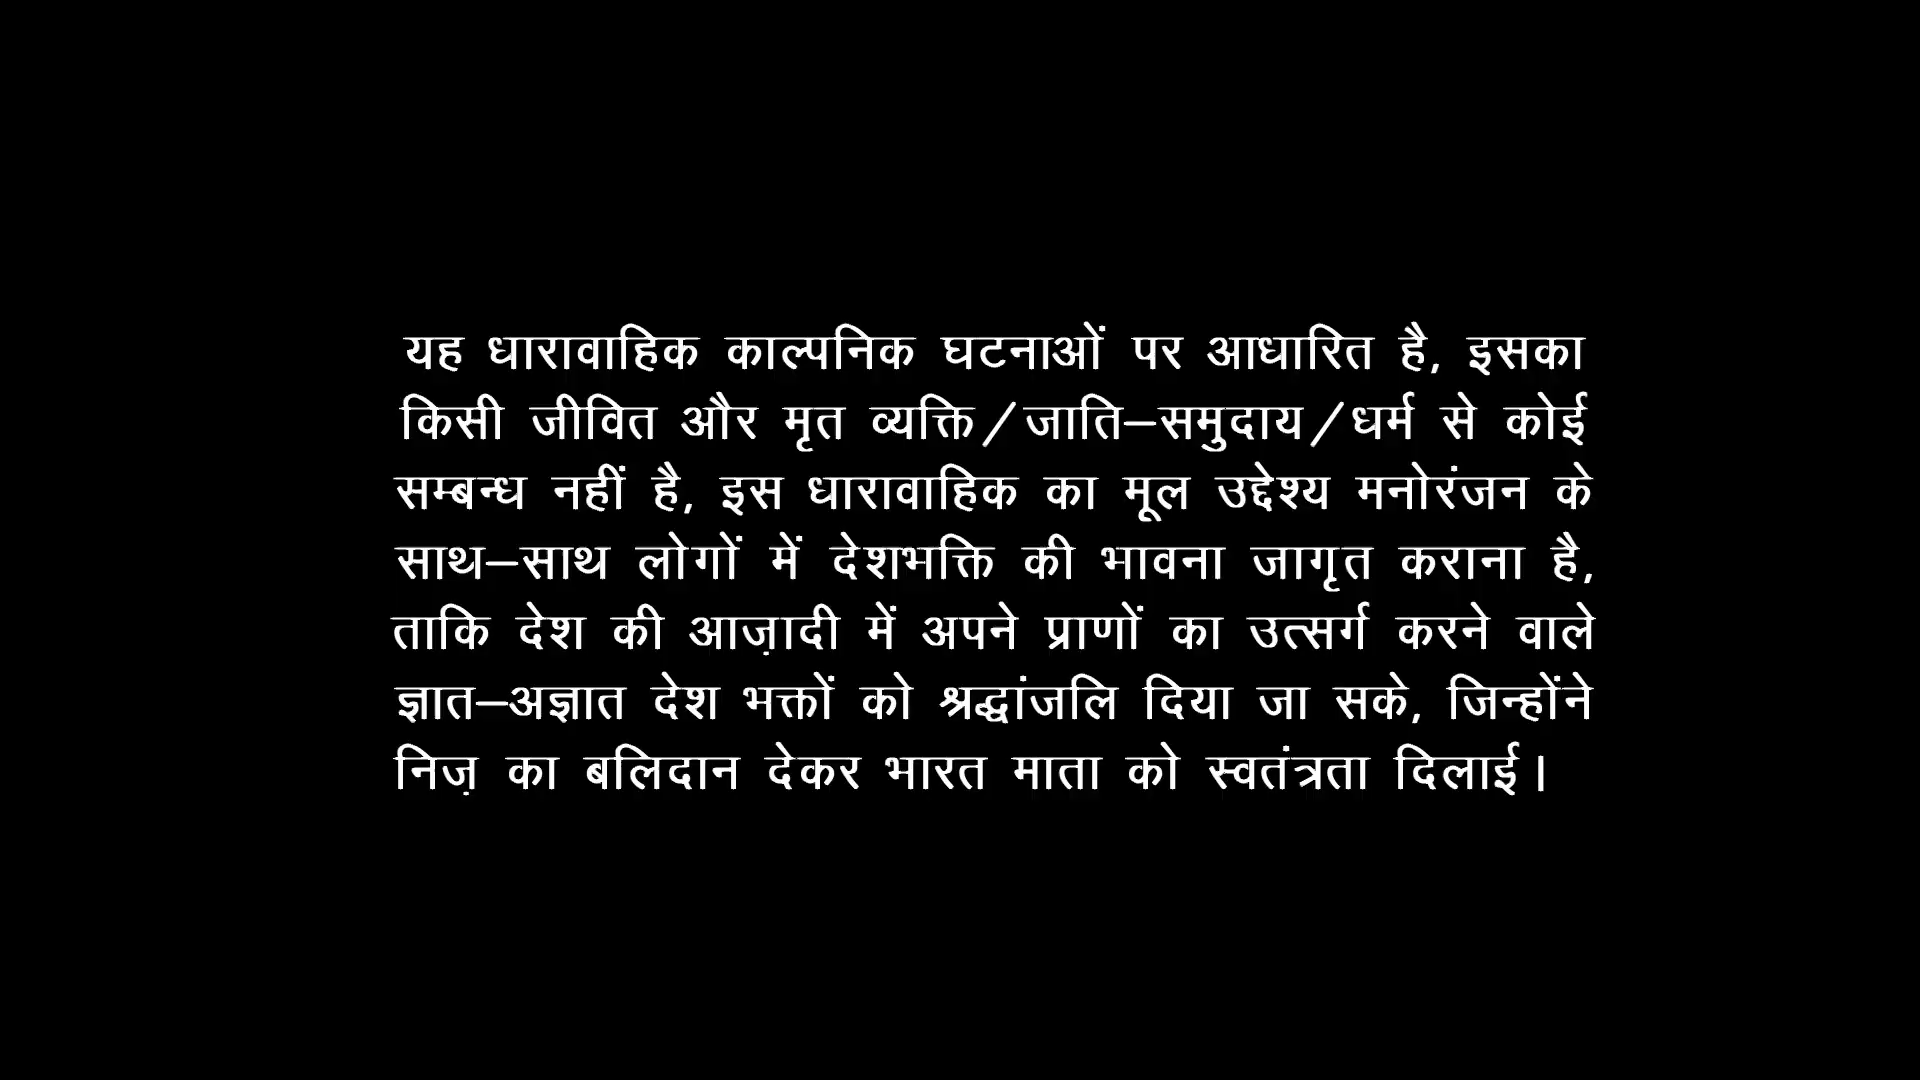 यह धारावाहिक काल्पनिक घटनाओं पर आधारित है, इसका
किसी जीवित और मृत व्यक्ति/जाति–समुदाय/धर्म से कोई
सम्बन्ध नहीं है, इस धारावाहिक का मूल उद्देश्य मनोरंजन के
साथ–साथ लोगों में देशभक्ति की भावना जागृत कराना है,
ताकि देश की आज़ादी में अपने प्राणों का उत्सर्ग करने वाले
ज्ञात–अज्ञात देश भक्तों को श्रद्धांजलि दिया जा सके, जिन्होंने
निज़ का बलिदान देकर भारत माता को स्वतंत्रता दिलाई।